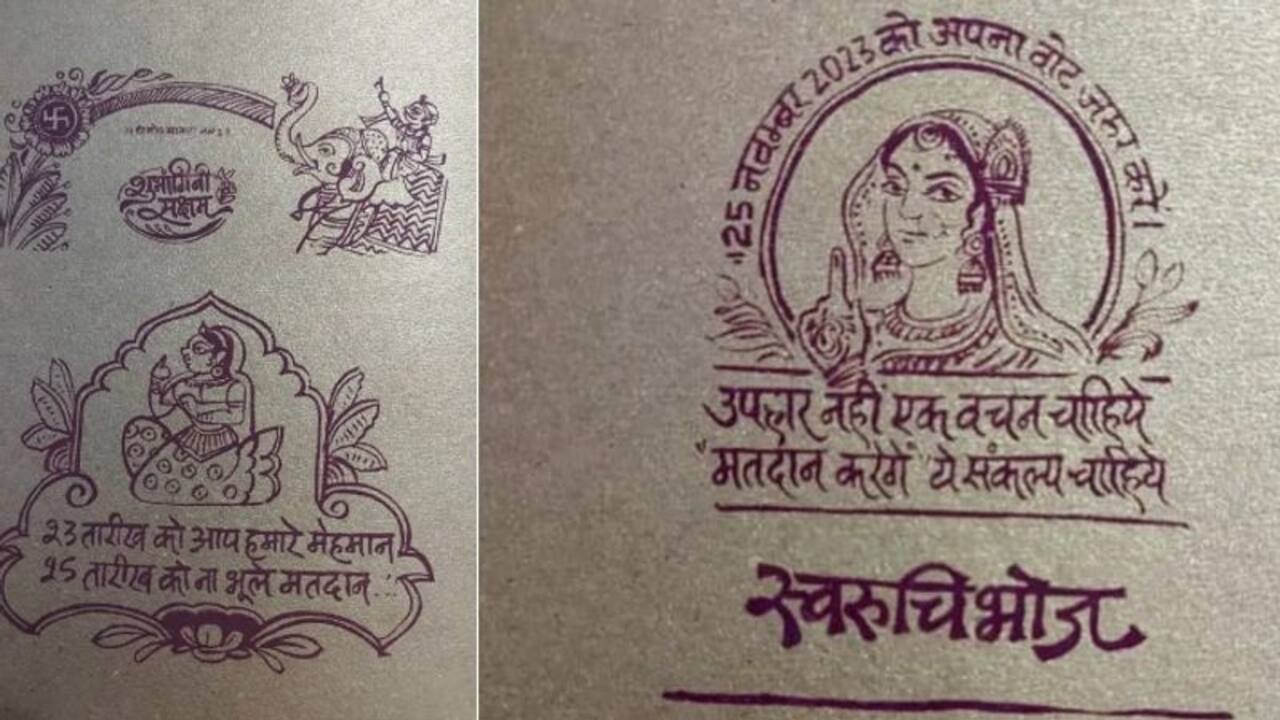 शुभांगिनी
सक्षम
२३ तारीख को आप हमारे मेहमान
२५ तारीख को ना भूले मतदान...
"25 नवम्बर 2023 को अपना वोट जरुर करें।
उपहार नहीं एक वचन चाहिये
"मतदान करेगें" ये संकल्प चाहिये
स्वरुचि भोज